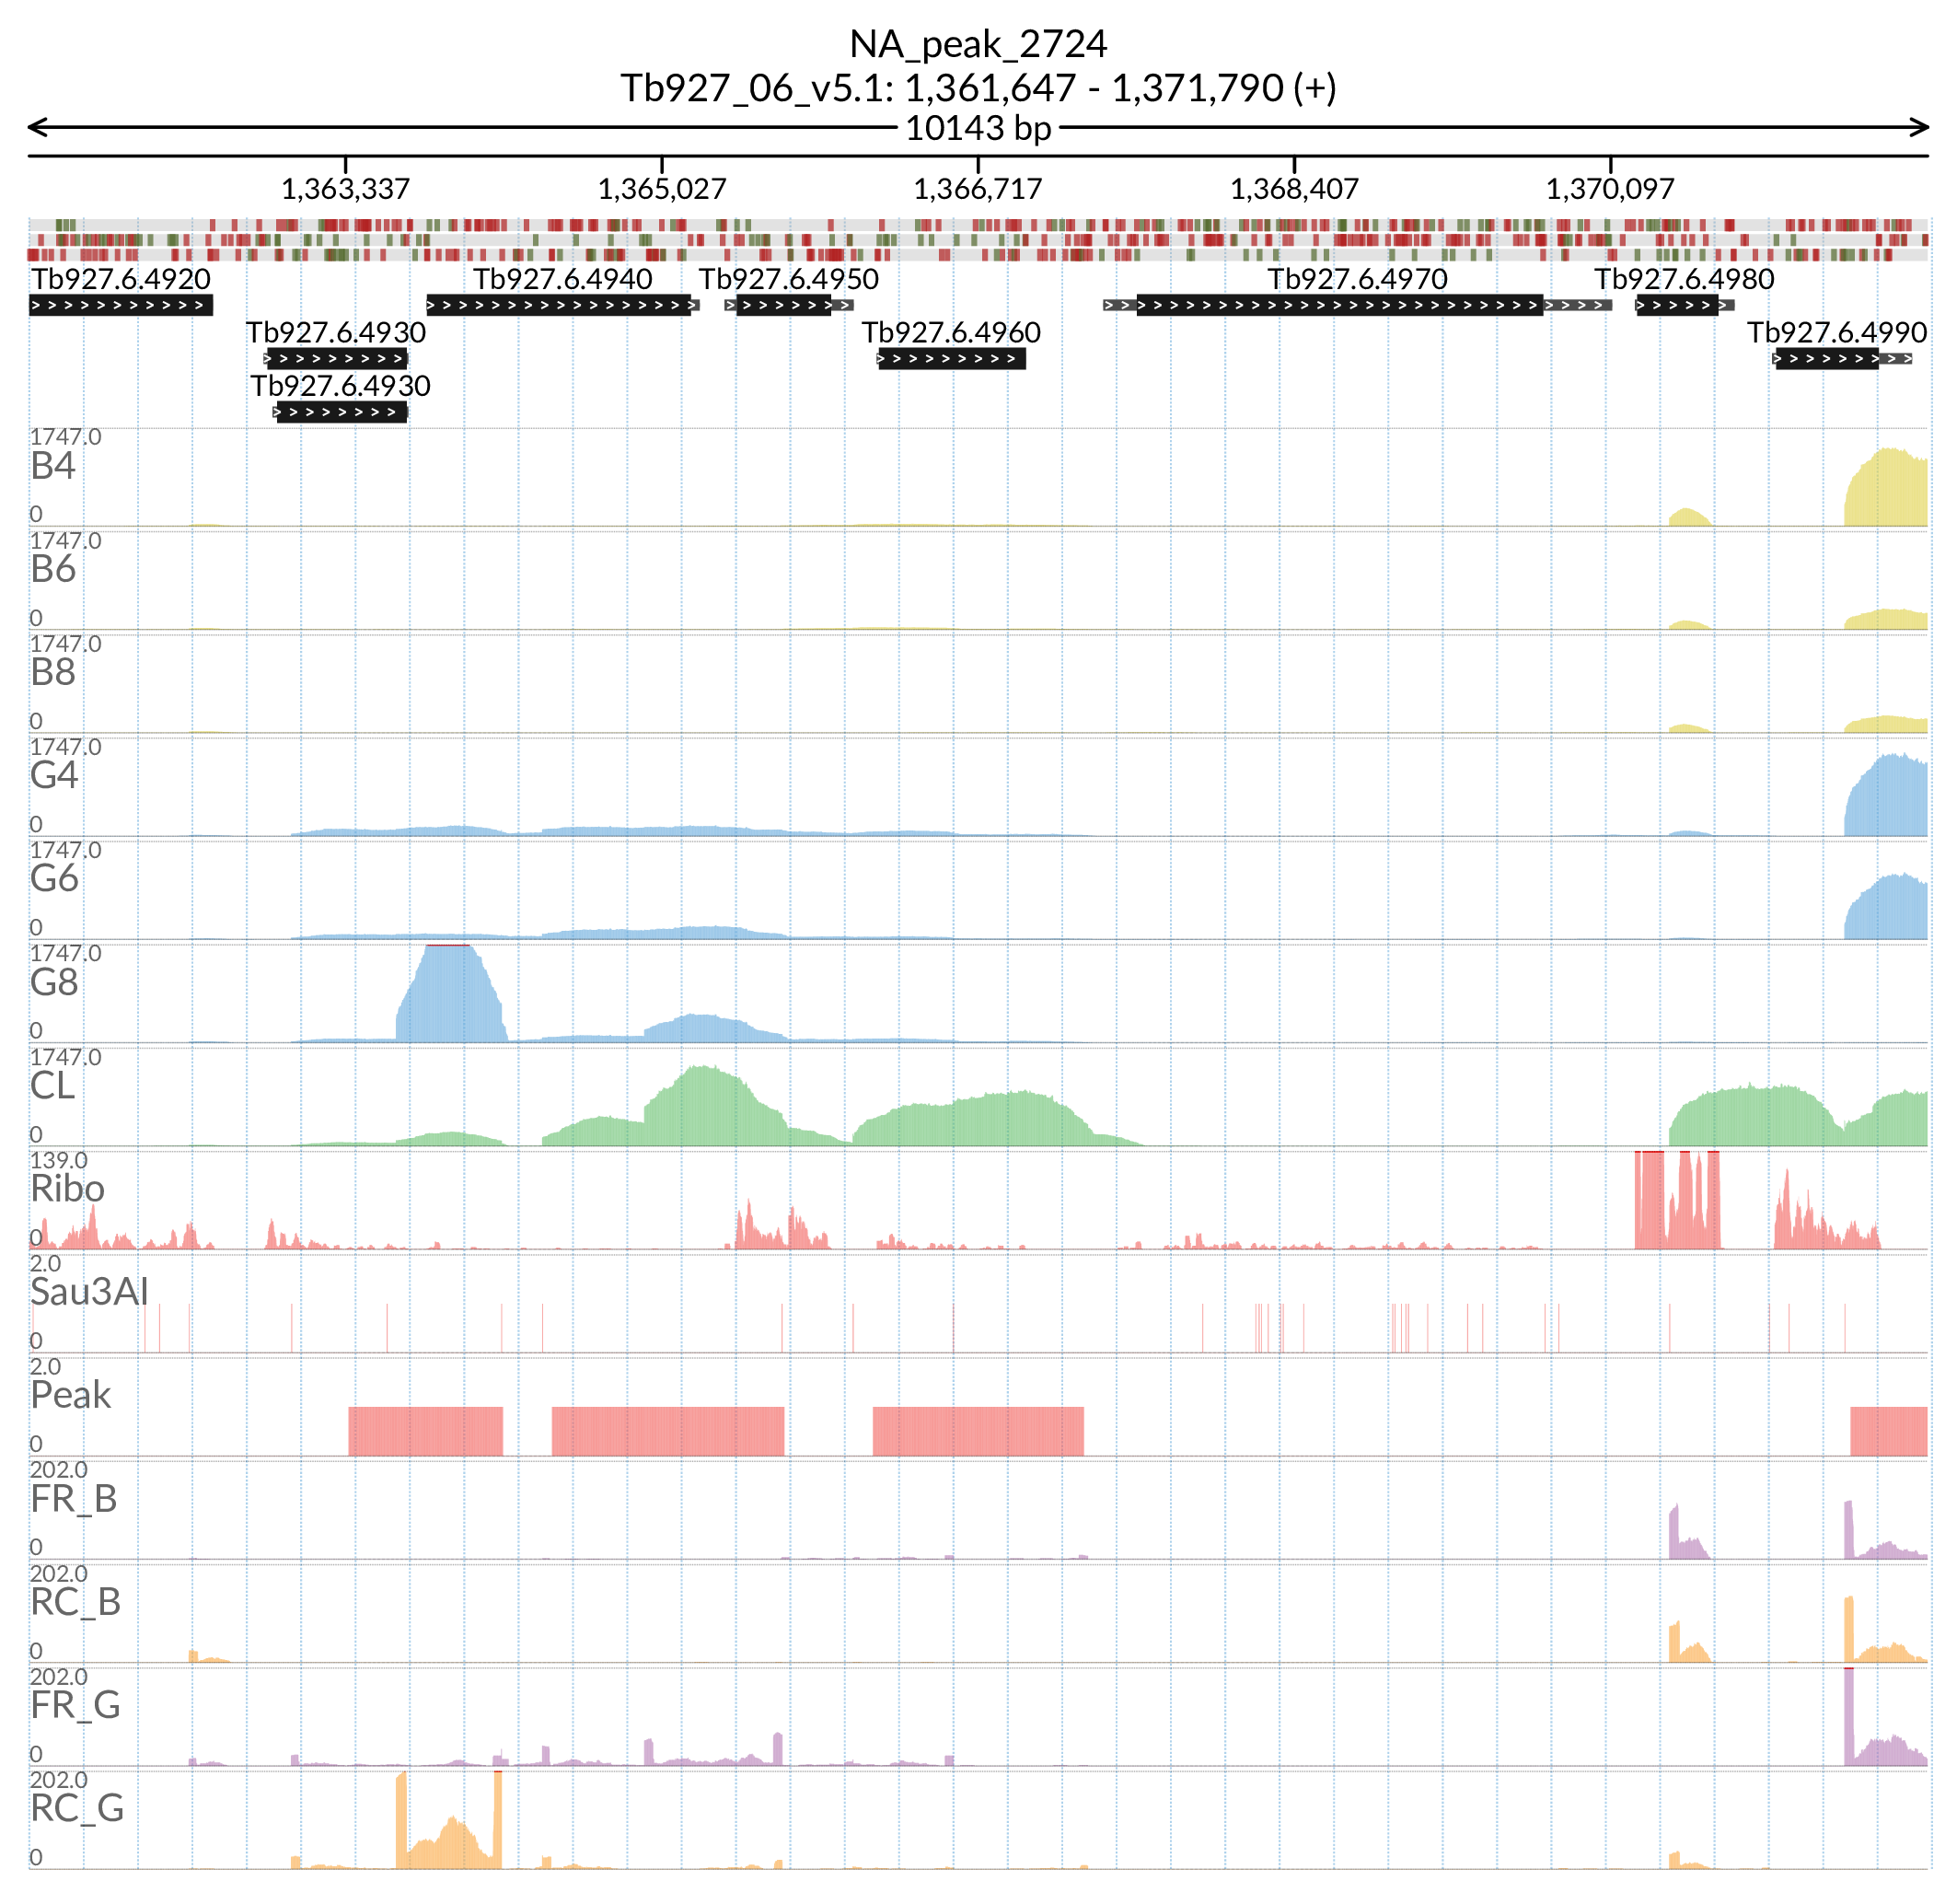 NA_peak_2724
Tb927_06_v5.1: 1,361,647 - 1,371,790 (+)
10143 bp
1,363,337 1,365,027 1,366,717 1,368,407 1,370,097
Tb927.6.4920 Tb927.6.4940 Tb927.6.4950 Tb927.6.4970 Tb927.6.4980
Tb927.6.4930 Tb927.6.4960 Tb927.6.4990
Tb927.6.4930
1747.0
B4
0
1747.0
B6
0
1747.0
B8
0
1747.0
G4
0
1747.0
G6
0
1747.0
G8
0
1747.0
CL
0
139.0
Ribo
0
2.0
Sau3AI
0
2.0
Peak
0
202.0
FR_B
0
202.0
RC_B
0
202.0
FR_G
0
202.0
RC_G
0